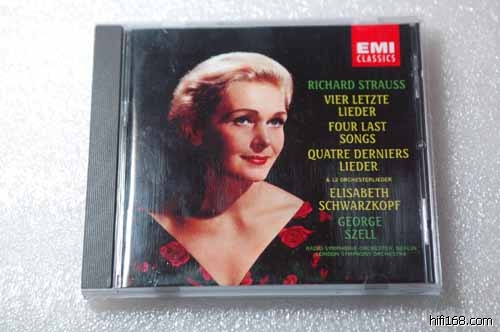 EMI
CLASSICS
RICHARD STRAUSS
VIER LETZTE
LIEDER
FOUR LAST
SONGS
QUATRE DERNIERS
LIEDER
& 12 ORCHESTERLIEDER
ELISABETH
SCHWARZKOPF
GEORGE
SZELL
RADIO-SYMPHONIE-ORCHESTER, BERLIN
LONDON SYMPHONY ORCHESTRA
hifi168.com